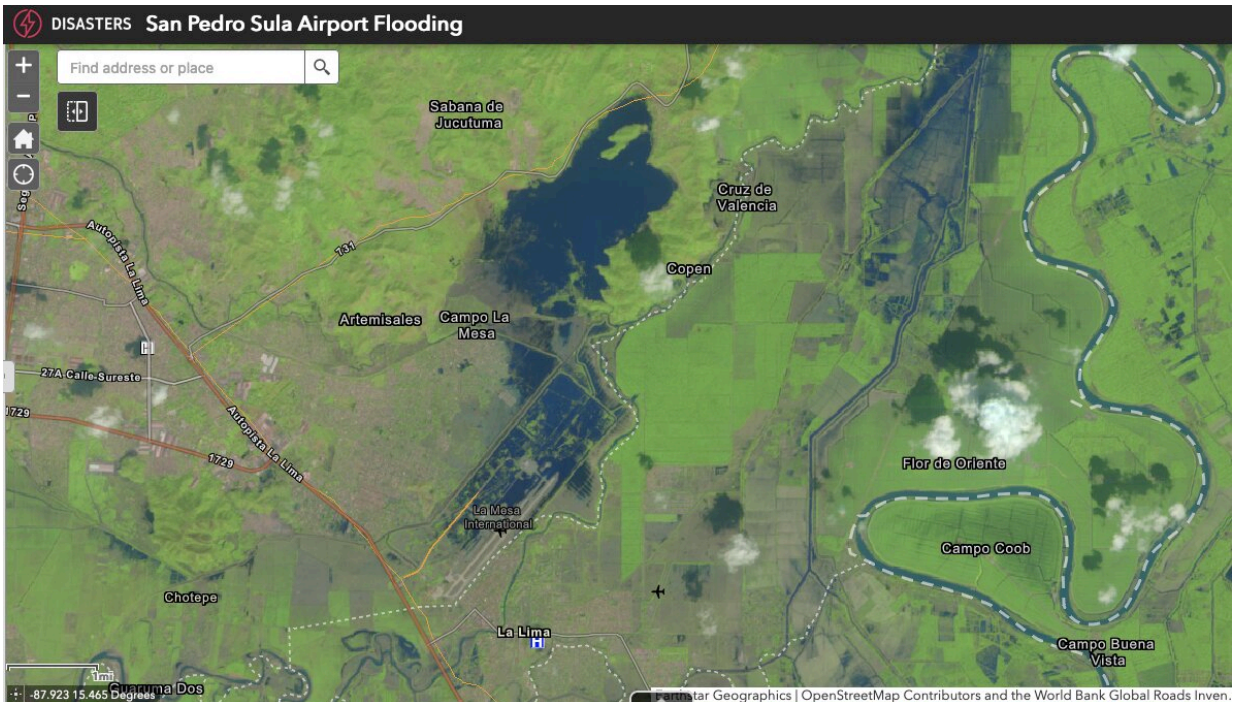 DISASTERS San Pedro Sula Airport Flooding
+
Find address or place
−
Sabana de
Jucutuma
Cruz de
Valencia
Autopista La Lima
131
Copen
Artemisales
Campo La
Mesa
H
27A Calle Sureste
1729
Autopista La Lima
1729
Flor de Oriente
La Mesa
International
Campo Coob
Chotepe
La Lima
H
Campo Buena
Vista
1mi
Guaruma Dos
-87.923 15.465 Degrees
Earthstar Geographics | OpenStreetMap Contributors and the World Bank Global Roads Inven.